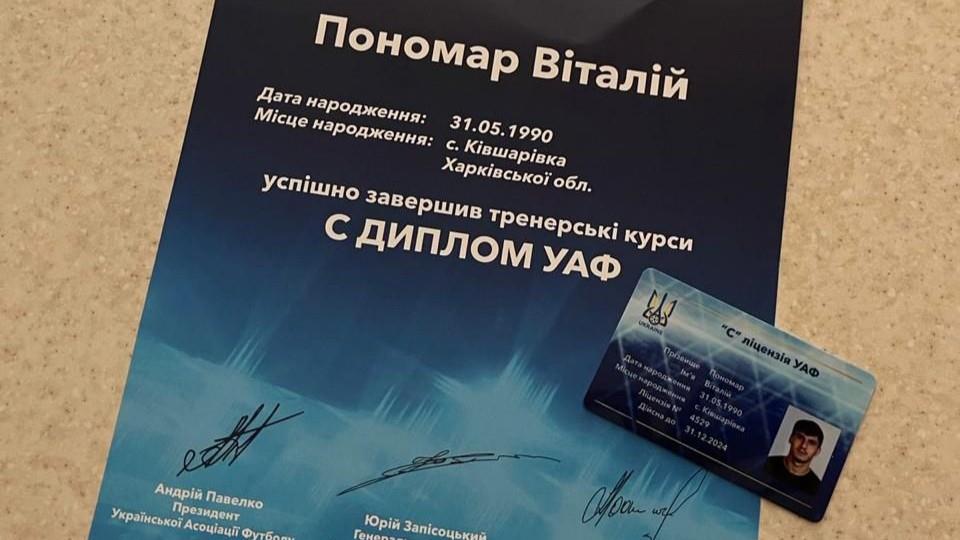 Пономар Віталій
Дата народження: 31.05.1990
Місце народження: с. Ківшарівка
Харківської обл.
успішно завершив тренерські курси
С ДИПЛОМ УАФ
Андрій Павелко
Президент
Української Асоціації Футболу
Юрій Запісоцький
UKRAINE
"С" ліцензія УАФ
Прізвище Пономар
Ім'я Віталій
Дата народження 31.05.1990
Місце народження с. Ківшарівка
Ліцензія № 4529
Дійсна до 31.12.2024